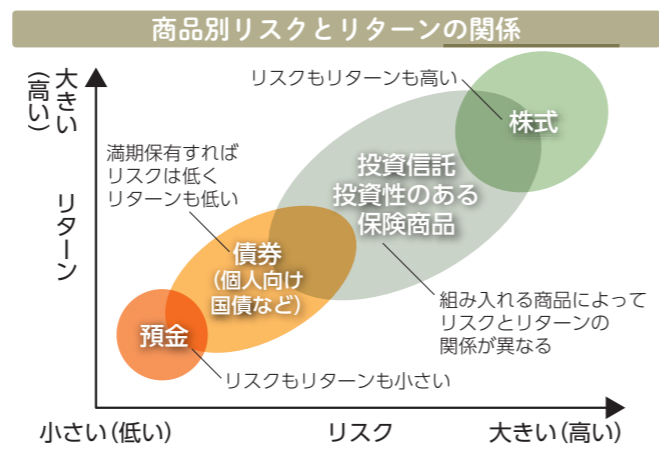 商品別リスクとリターンの関係
大きい
(高い)
リターン
リスクもリターンも高い
株式
満期保有すれば
リスクは低く
リターンも低い
投資信託
投資性のある
保険商品
債券
(個人向け
国債など)
組み入れる商品によって
リスクとリターンの
関係が異なる
預金
リスクもリターンも小さい
小さい(低い)
リスク
大きい(高い)